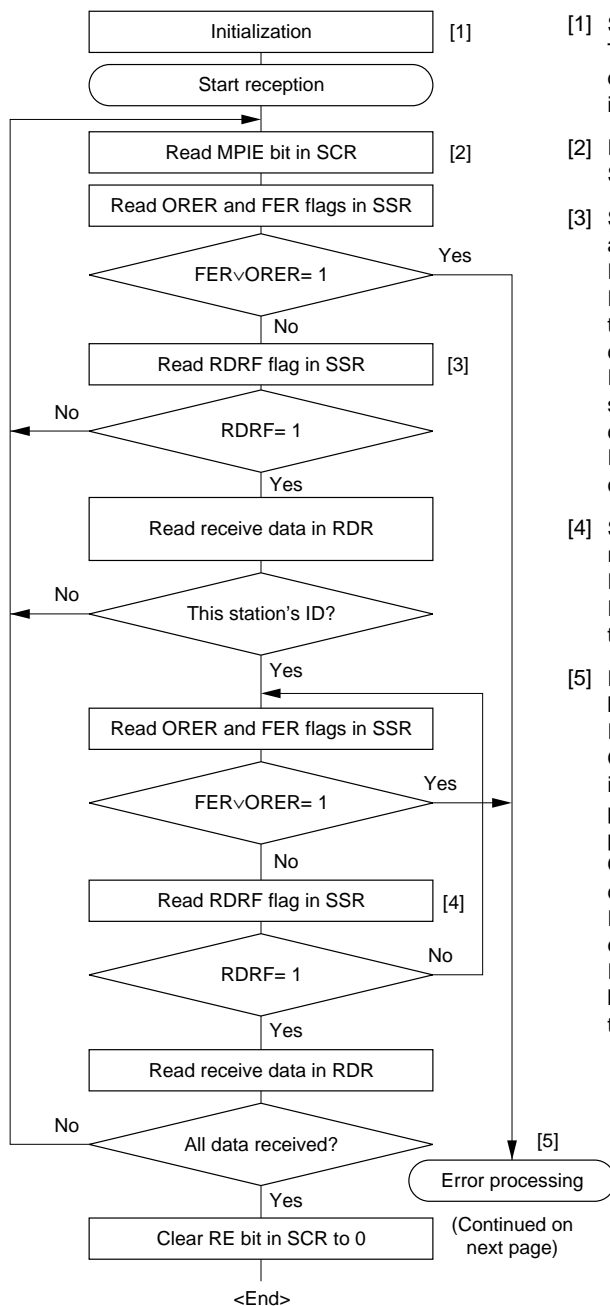 Initialization [1]
Start reception
Read MPIE bit in SCR [2]
Read ORER and FER flags in SSR
FER∨ORER= 1
Yes
No
Read RDRF flag in SSR [3]
No
RDRF= 1
Yes
Read receive data in RDR
No
This station's ID?
Yes
Read ORER and FER flags in SSR
FER∨ORER= 1
Yes
No
Read RDRF flag in SSR [4]
RDRF= 1
No
Yes
Read receive data in RDR
No
All data received?
Yes
[5]
Error processing
(Continued on
next page)
Clear RE bit in SCR to 0
<End>
[1]
[2]
[3]
[4]
[5]